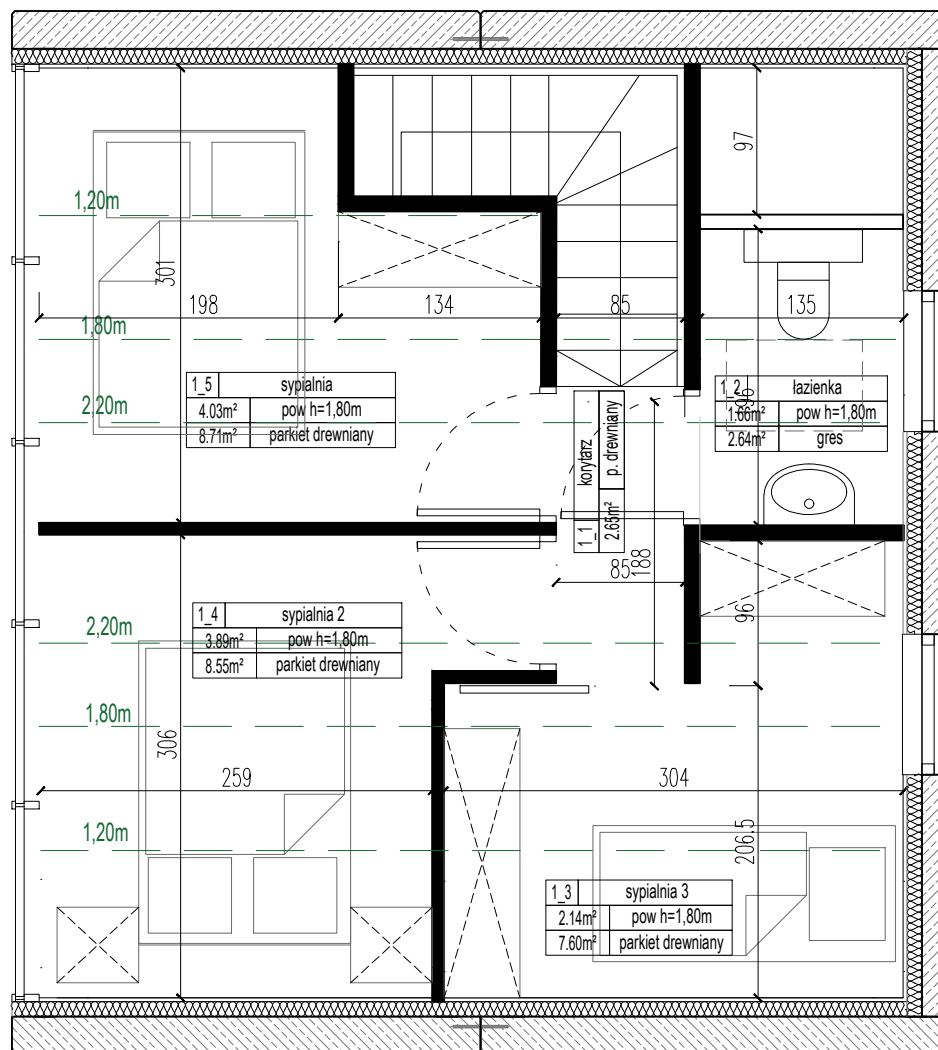 97
1,20m
301
198
134
85
135
1,80m
1_5 sypialnia
4.03m² pow h=1,80m
8.71m² parkiet drewniany
2,20m
1_2 łazienka
1.66m² pow h=1,80m
2.64m² gres
196
1_1 korytarz
2.65m² p. drewniany
85
188
96
1_4 sypialnia 2
3.89m² pow h=1,80m
8.55m² parkiet drewniany
2,20m
1,80m
306
259
304
1,20m
206.5
1_3 sypialnia 3
2.14m² pow h=1,80m
7.60m² parkiet drewniany